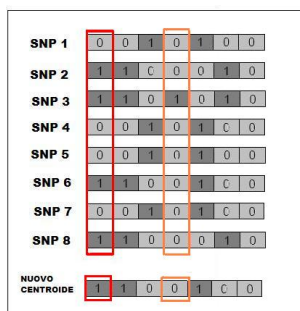 SNP 1 0 0 1 0 1 0 0
SNP 2 1 1 0 0 0 1 0
SNP 3 1 1 0 1 0 1 0
SNP 4 0 0 1 0 1 0 0
SNP 5 0 0 1 0 1 0 0
SNP 6 1 1 0 0 1 0 0
SNP 7 0 0 1 0 1 0 0
SNP 8 1 1 0 0 0 1 0
NUOVO
CENTROIDE 1 1 0 0 1 0 0